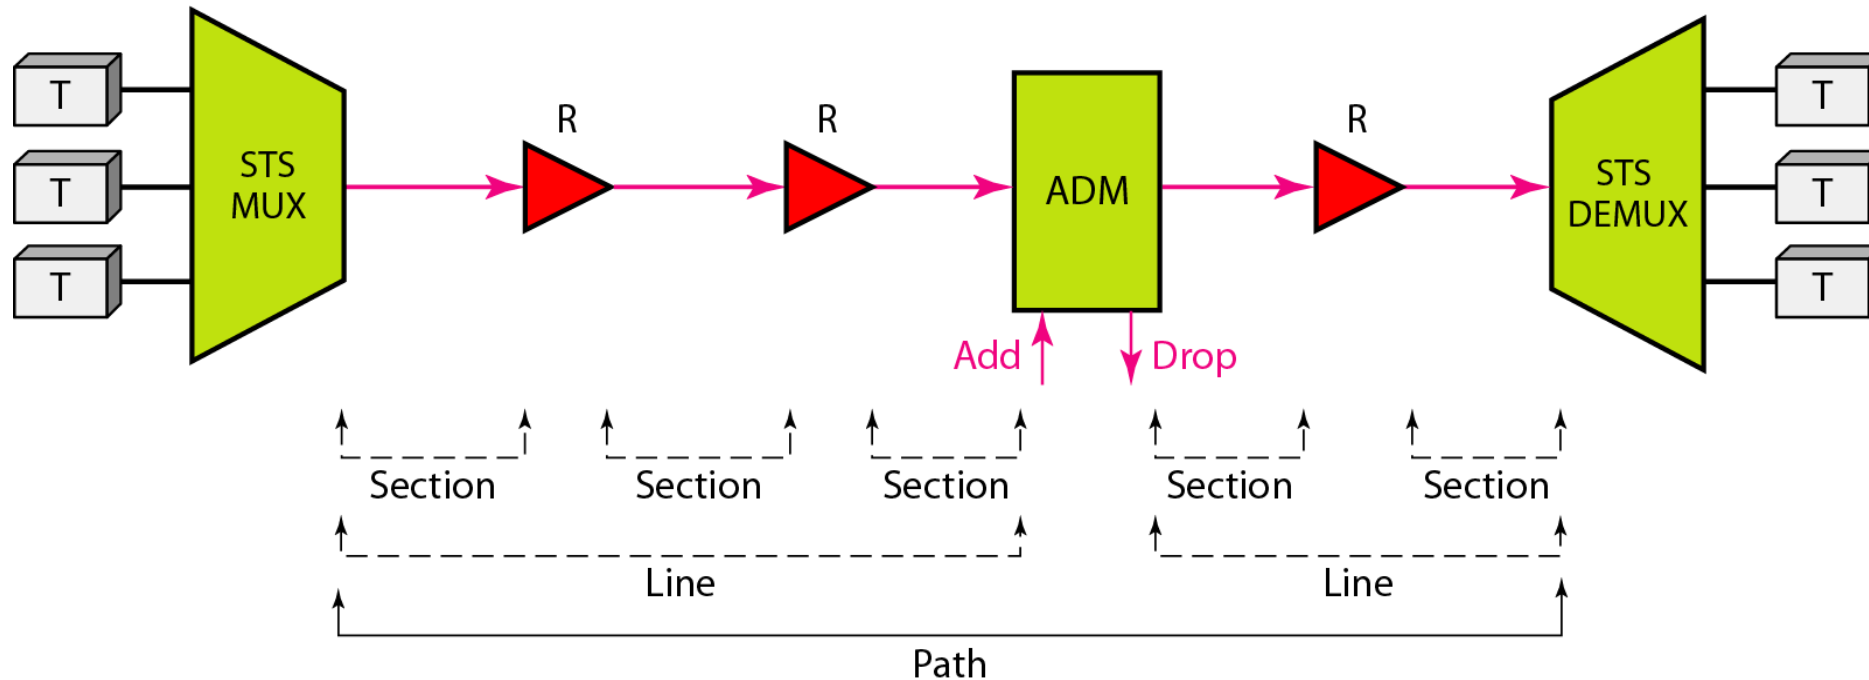 R
R
R
T
T
T
STS
MUX
ADM
STS
DEMUX
T
T
T
Add
Drop
Section
Section
Section
Section
Section
Line
Line
Path